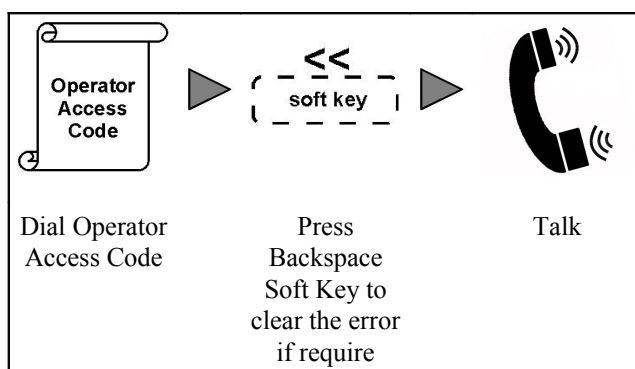 Operator
Access
Code
<<
soft key
Dial Operator
Access Code
Press
Backspace
Soft Key to
clear the error
if require
Talk